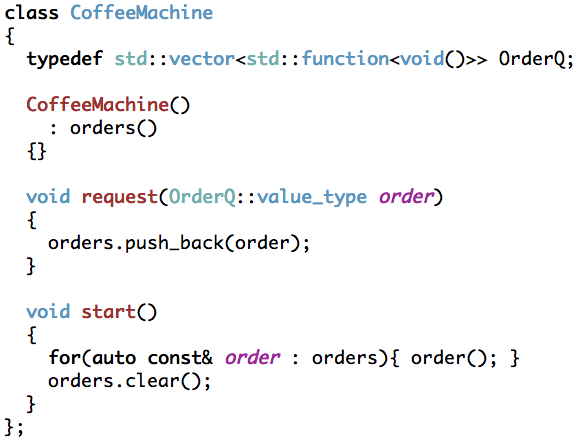 class CoffeeMachine
{
  typedef std::vector<std::function<void()>> OrderQ;

  CoffeeMachine()
    : orders()
  {}

  void request(OrderQ::value_type order)
  {
    orders.push_back(order);
  }

  void start()
  {
    for(auto const& order : orders){ order(); }
    orders.clear();
  }
};